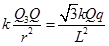 k Q₃Q / r² = √3kQq / L²